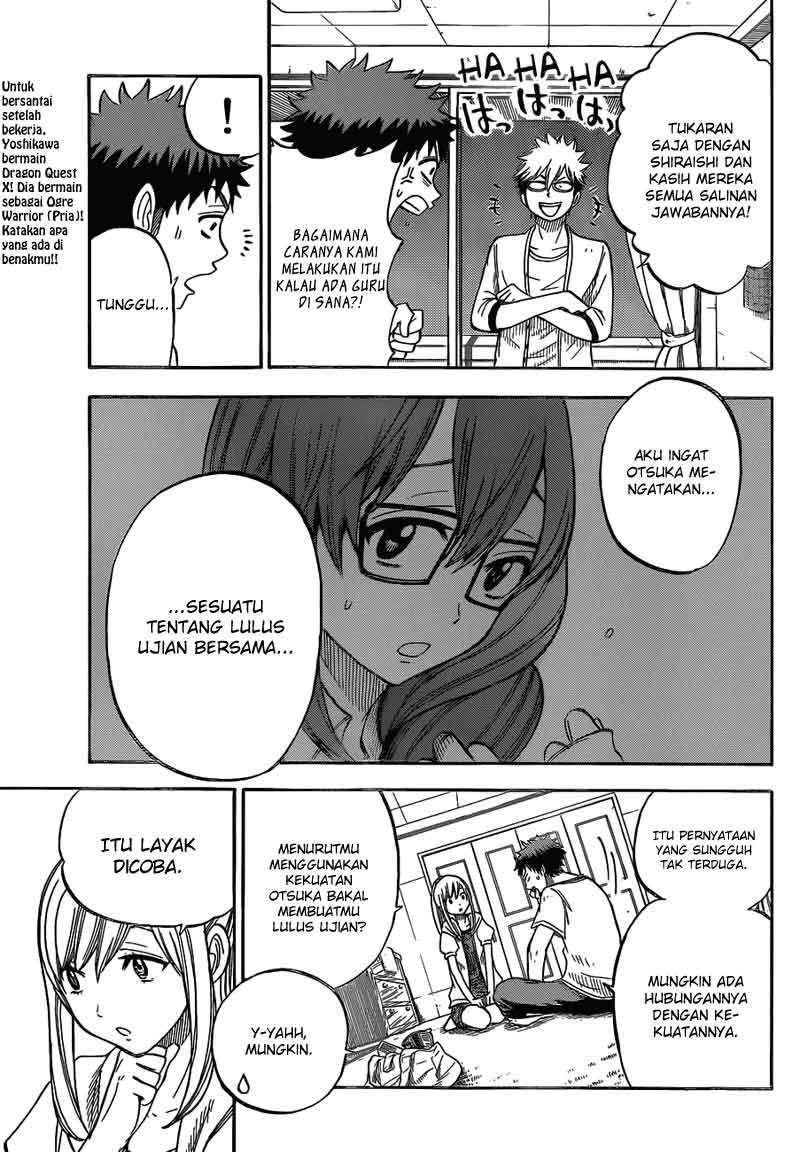 TUKARAN
SAJA DENGAN
SHIRAISHI DAN
KASIH MEREKA
SEMUA SALINAN
JAWABANNYA!
HA HA HA
はっ はっ はっ
BAGAIMANA
CARANYA KAMI
MELAKUKAN ITU
KALAU ADA GURU
DI SANA?!
!
TUNGGU...
Untuk
bersantai
setelah
bekerja,
Yoshikawa
bermain
Dragon Quest
X! Dia bermain
sebagai Ogre
Warrior (Pria)!
Katakan apa
yang ada di
benakmu!!
AKU INGAT
OTSUKA ME-
NGATAKAN...
...SESUATU
TENTANG LULUS
UJIAN BERSAMA...
ITU PERNYATAAN
YANG SUNGGUH
TAK TERDUGA.
MUNGKIN ADA
HUBUNGANNYA
DENGAN KE-
KUATANNYA.
MENURUTMU
MENGGUNAKAN
KEKUATAN
OTSUKA BAKAL
MEMBUATMU
LULUS UJIAN?
Y-YAHH,
MUNGKIN.
ITU LAYAK
DICOBA.